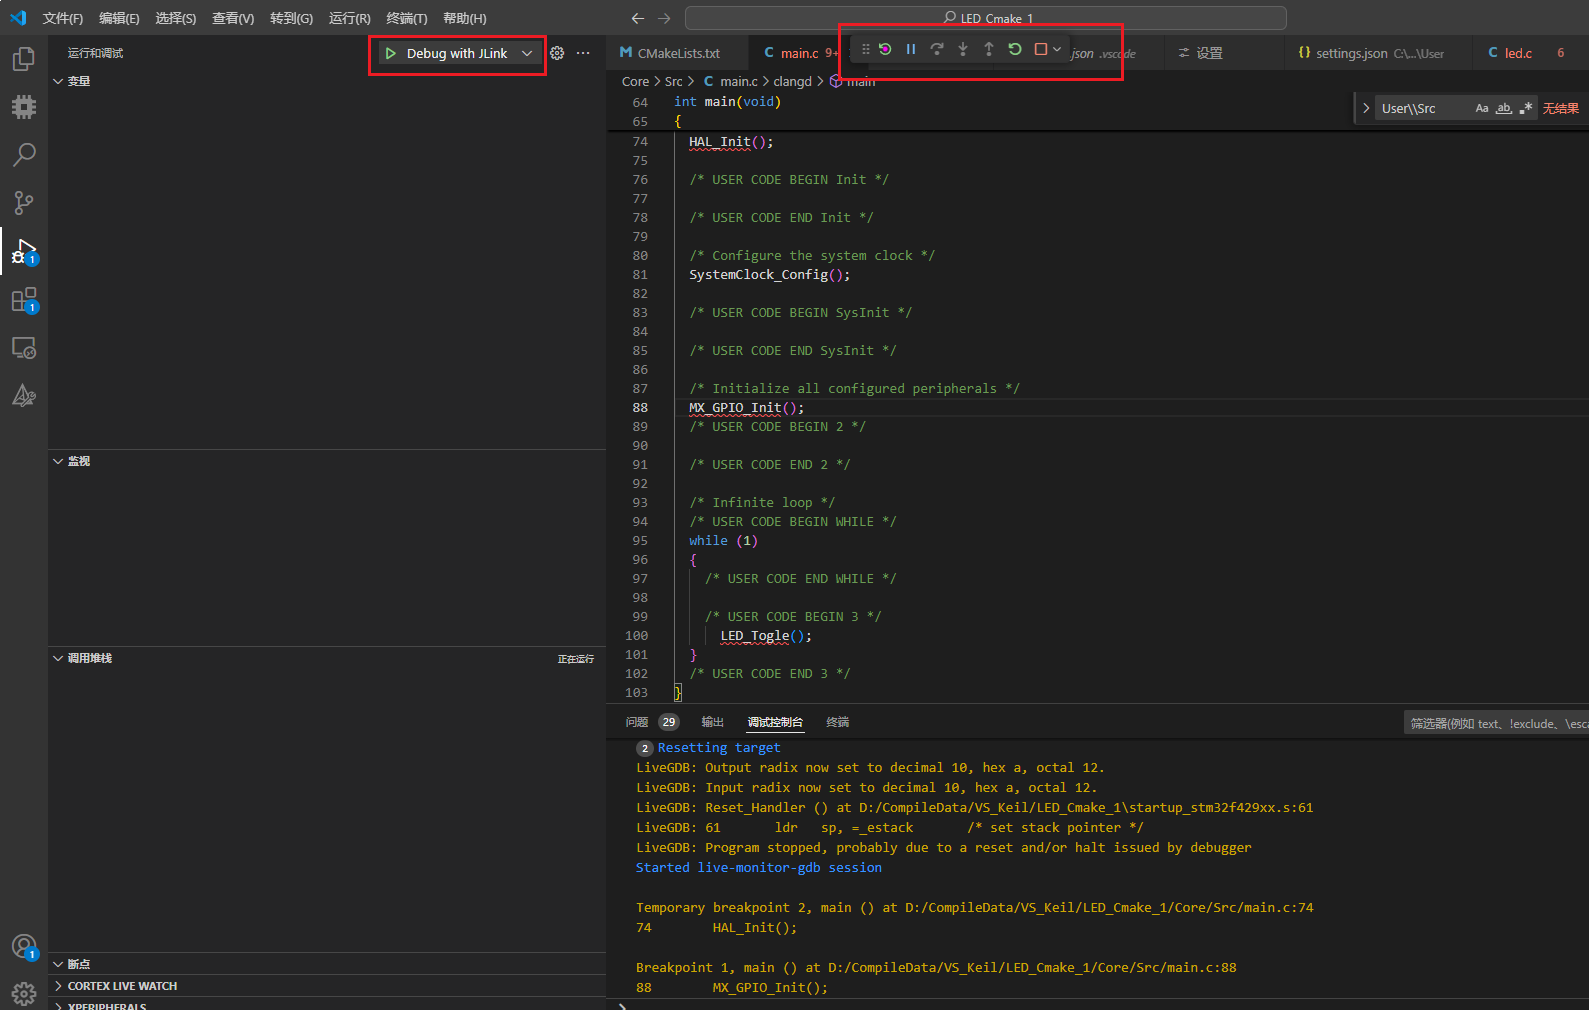 文件(F) 编辑(E) 选择(S) 查看(V) 转到(G) 运行(R) 终端(T) 帮助(H)
LED_Cmake_1
运行和调试
Debug with JLink
CMakeLists.txt
main.c 9+
json .vscode
设置
settings.json C:\...\User
led.c 6
变量
Core > Src > C main.c > clangd > main
User\\Src
Aa ab .*
无结果
64 int main(void)
65 {
74 HAL_Init();
75
76 /* USER CODE BEGIN Init */
77
78 /* USER CODE END Init */
79
80 /* Configure the system clock */
81 SystemClock_Config();
82
83 /* USER CODE BEGIN SysInit */
84
85 /* USER CODE END SysInit */
86
87 /* Initialize all configured peripherals */
88 MX_GPIO_Init();
89 /* USER CODE BEGIN 2 */
90
91 /* USER CODE END 2 */
92
93 /* Infinite loop */
94 /* USER CODE BEGIN WHILE */
95 while (1)
96 {
97 /* USER CODE END WHILE */
98
99 /* USER CODE BEGIN 3 */
100 LED_Togle();
101 }
102 /* USER CODE END 3 */
103 }
监视
调用堆栈
正在运行
断点
CORTEX LIVE WATCH
XPERIPHERALS
1
1
1
问题 29 输出 调试控制台 终端
筛选器(例如 text、!exclude、\esca
2 Resetting target
LiveGDB: Output radix now set to decimal 10, hex a, octal 12.
LiveGDB: Input radix now set to decimal 10, hex a, octal 12.
LiveGDB: Reset_Handler () at D:/CompileData/VS_Keil/LED_Cmake_1\startup_stm32f429xx.s:61
LiveGDB: 61 ldr sp, =_estack /* set stack pointer */
LiveGDB: Program stopped, probably due to a reset and/or halt issued by debugger
Started live-monitor-gdb session
Temporary breakpoint 2, main () at D:/CompileData/VS_Keil/LED_Cmake_1/Core/Src/main.c:74
74 HAL_Init();
Breakpoint 1, main () at D:/CompileData/VS_Keil/LED_Cmake_1/Core/Src/main.c:88
88 MX_GPIO_Init();